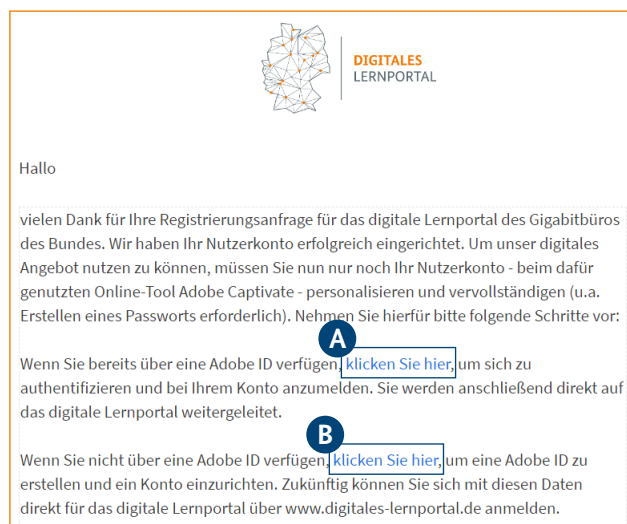 DIGITALES
LERNPORTAL
Hallo
vielen Dank für Ihre Registrierungsanfrage für das digitale Lernportal des Gigabitbüros
des Bundes. Wir haben Ihr Nutzerkonto erfolgreich eingerichtet. Um unser digitales
Angebot nutzen zu können, müssen Sie nun nur noch Ihr Nutzerkonto - beim dafür
genutzten Online-Tool Adobe Captivate - personalisieren und vervollständigen (u.a.
Erstellen eines Passworts erforderlich). Nehmen Sie hierfür bitte folgende Schritte vor:
A
Wenn Sie bereits über eine Adobe ID verfügen, klicken Sie hier, um sich zu
authentifizieren und bei Ihrem Konto anzumelden. Sie werden anschließend direkt auf
das digitale Lernportal weitergeleitet.
B
Wenn Sie nicht über eine Adobe ID verfügen, klicken Sie hier, um eine Adobe ID zu
erstellen und ein Konto einzurichten. Zukünftig können Sie sich mit diesen Daten
direkt für das digitale Lernportal über www.digitales-lernportal.de anmelden.